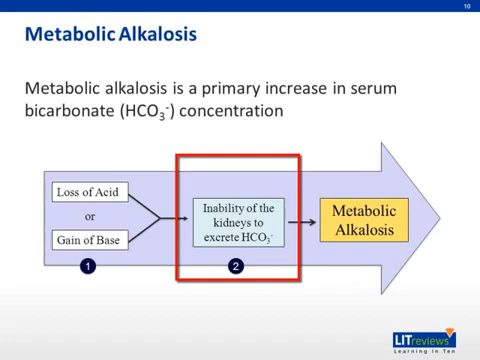 10
Metabolic Alkalosis
Metabolic alkalosis is a primary increase in serum
bicarbonate (HCO₃⁻) concentration
Loss of Acid
or
Gain of Base
1
Inability of the
kidneys to
excrete HCO₃⁻
2
Metabolic
Alkalosis
LITreviews
Learning in Ten